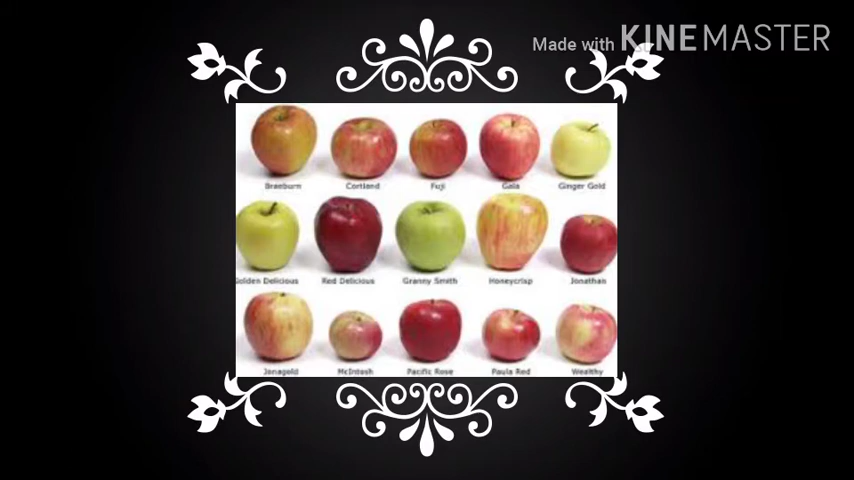 Made with KINEMASTER
Braeburn Cortland Fuji Gala Ginger Gold
Golden Delicious Red Delicious Granny Smith Honeycrisp Jonathan
Jonagold McIntosh Pacific Rose Paula Red Wealthy